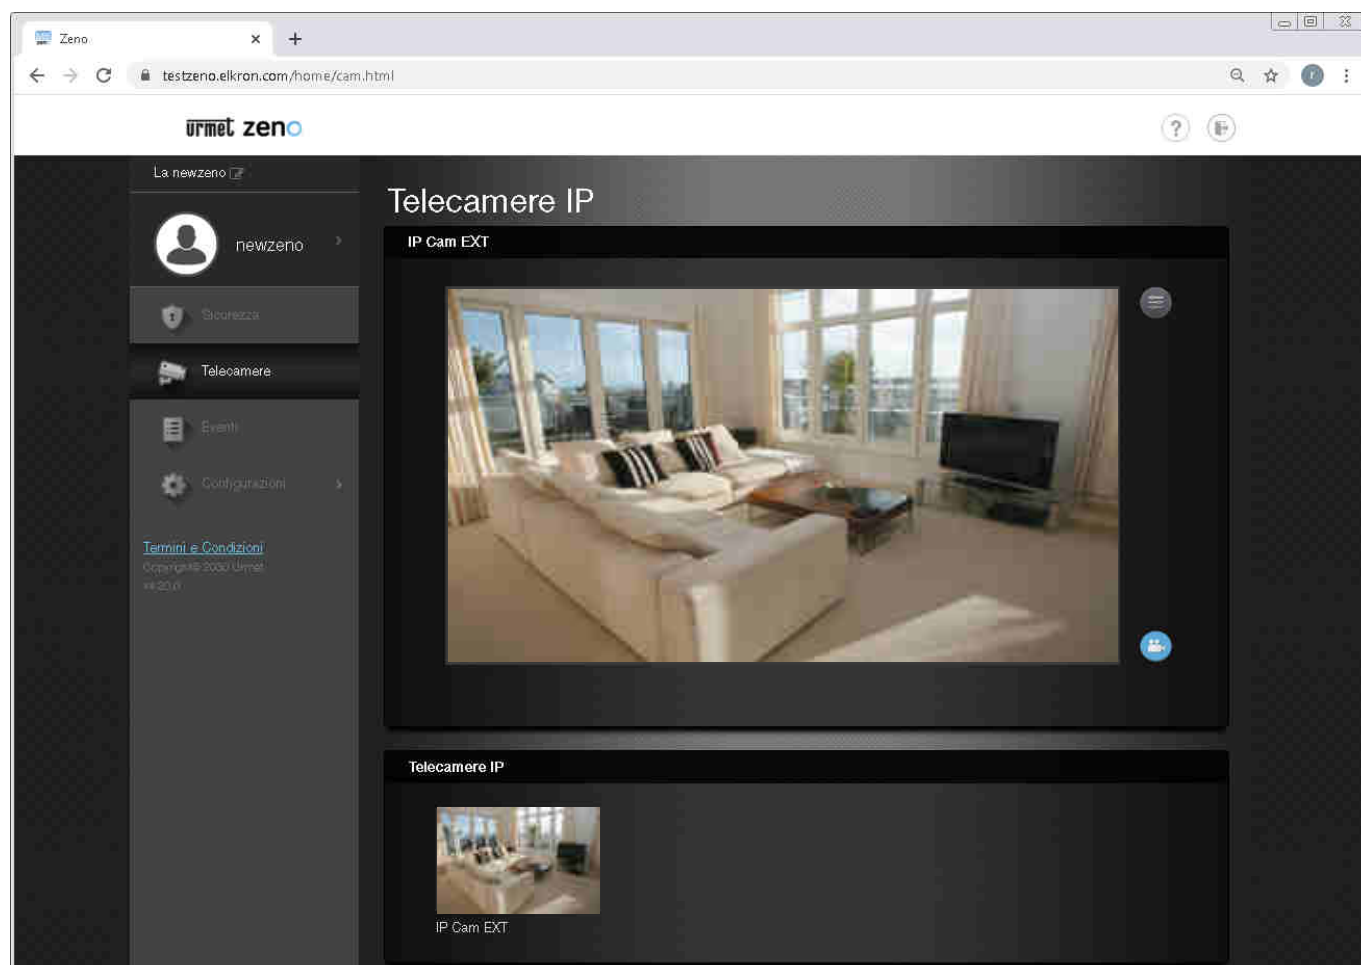 Zeno
testzeno.elkron.com/home/cam.html
urmet zeno
?
La newzeno
Telecamere IP
newzeno
IP Cam EXT
Sicurezza
Telecamere
Eventi
Configurazioni
Termini e Condizioni
Urmet
Telecamere IP
IP Cam EXT